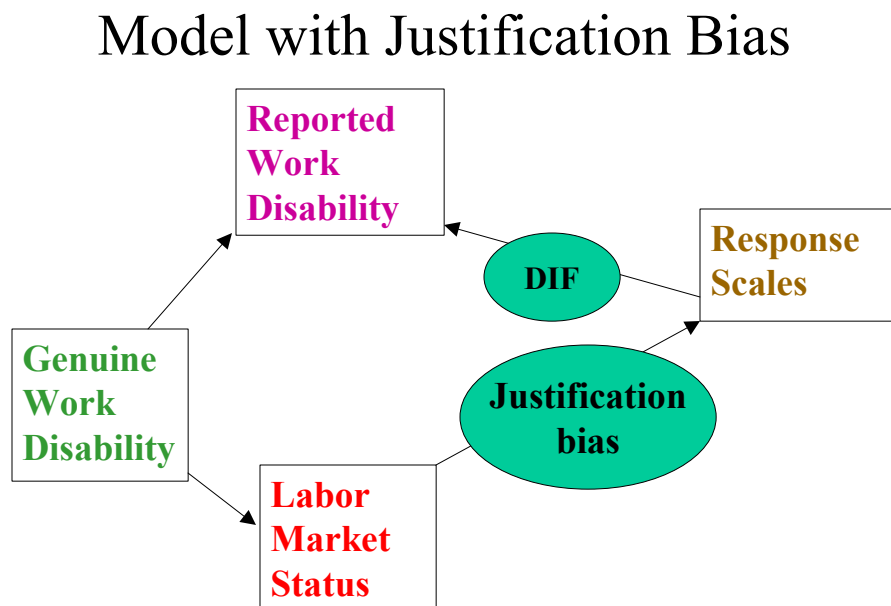 Model with Justification Bias
Reported
Work
Disability
Response
Scales
DIF
Genuine
Work
Disability
Justification
bias
Labor
Market
Status